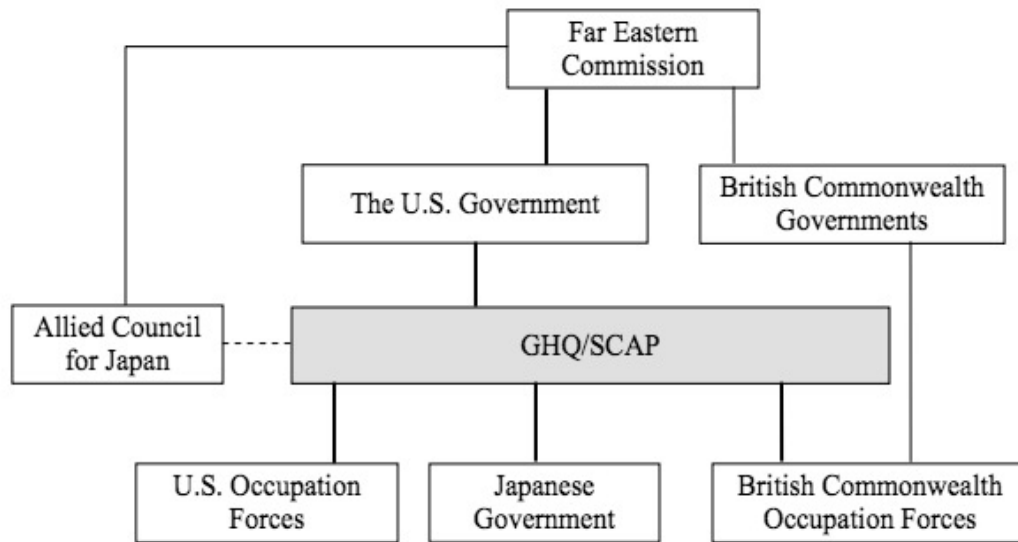 Far Eastern
Commission
The U.S. Government
British Commonwealth
Governments
Allied Council
for Japan
GHQ/SCAP
U.S. Occupation
Forces
Japanese
Government
British Commonwealth
Occupation Forces